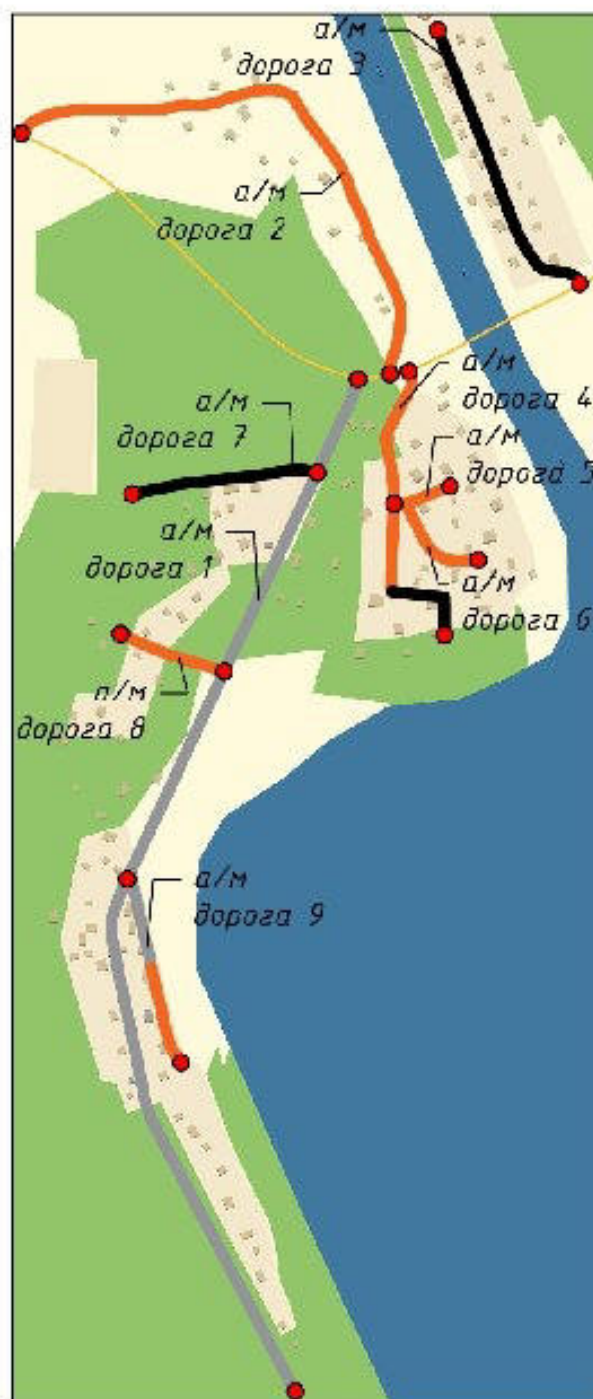 а/м
дорога 3
а/м
дорога 2
а/м
дорога 4
а/м
дорога 7
а/м
дорога 5
а/м
дорога 1
а/м
дорога 6
а/м
дорога 8
а/м
дорога 9